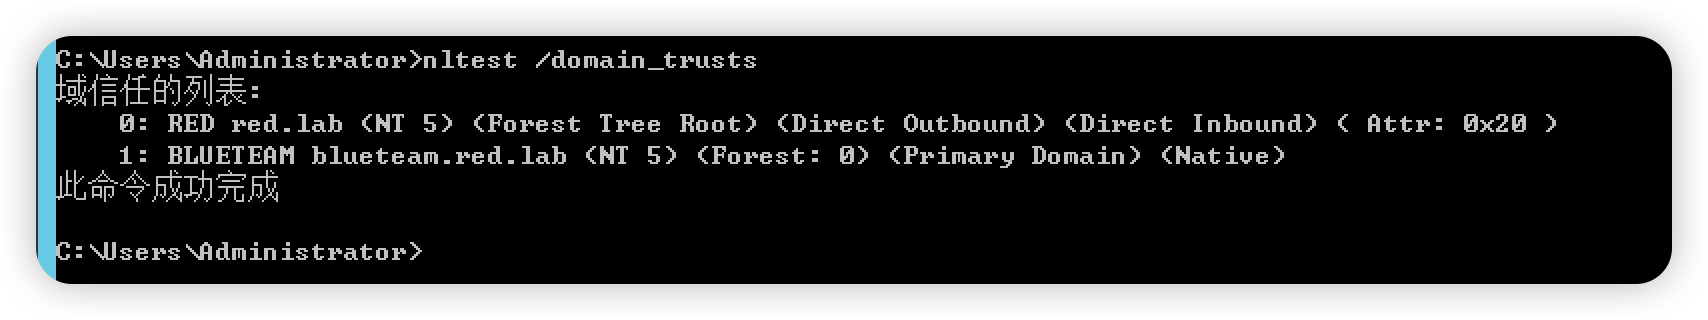 C:\Users\Administrator>nltest /domain_trusts
域信任的列表:
    0: RED red.lab (NT 5) (Forest Tree Root) (Direct Outbound) (Direct Inbound) ( Attr: 0x20 )
    1: BLUETEAM blueteam.red.lab (NT 5) (Forest: 0) (Primary Domain) (Native)
此命令成功完成
C:\Users\Administrator>